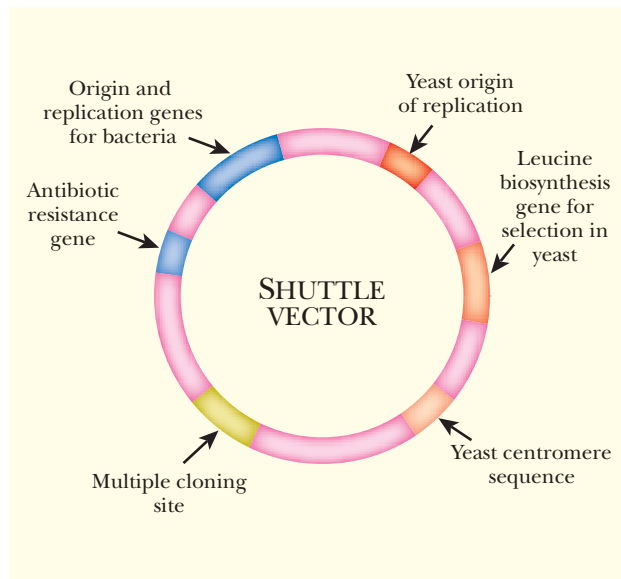 Origin and
replication genes
for bacteria
Yeast origin
of replication
Leucine
biosynthesis
gene for
selection in
yeast
Antibiotic
resistance
gene
SHUTTLE
VECTOR
Yeast centromere
sequence
Multiple cloning
site